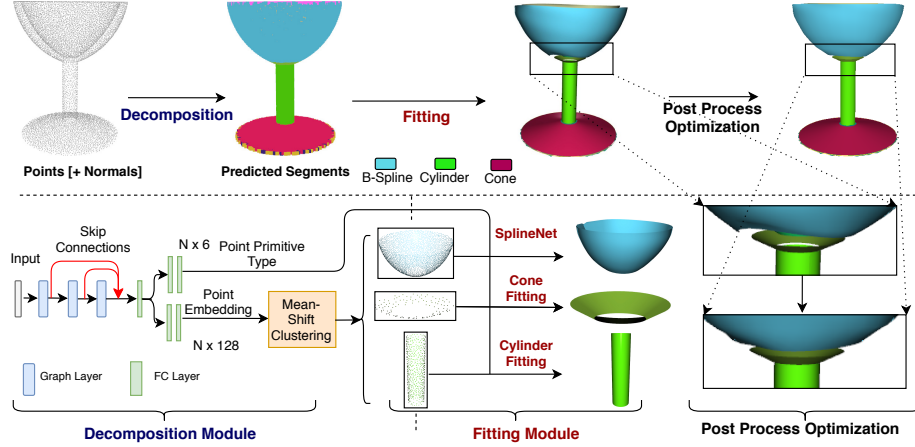 Decomposition
Fitting
Post Process
Optimization
Points [+ Normals]
Predicted Segments
B-Spline
Cylinder
Cone
Skip
Connections
Input
N x 6
Point Primitive
Type
Point
Embedding
N x 128
Mean-
Shift
Clustering
SplineNet
Cone
Fitting
Cylinder
Fitting
Graph Layer
FC Layer
Decomposition Module
Fitting Module
Post Process Optimization